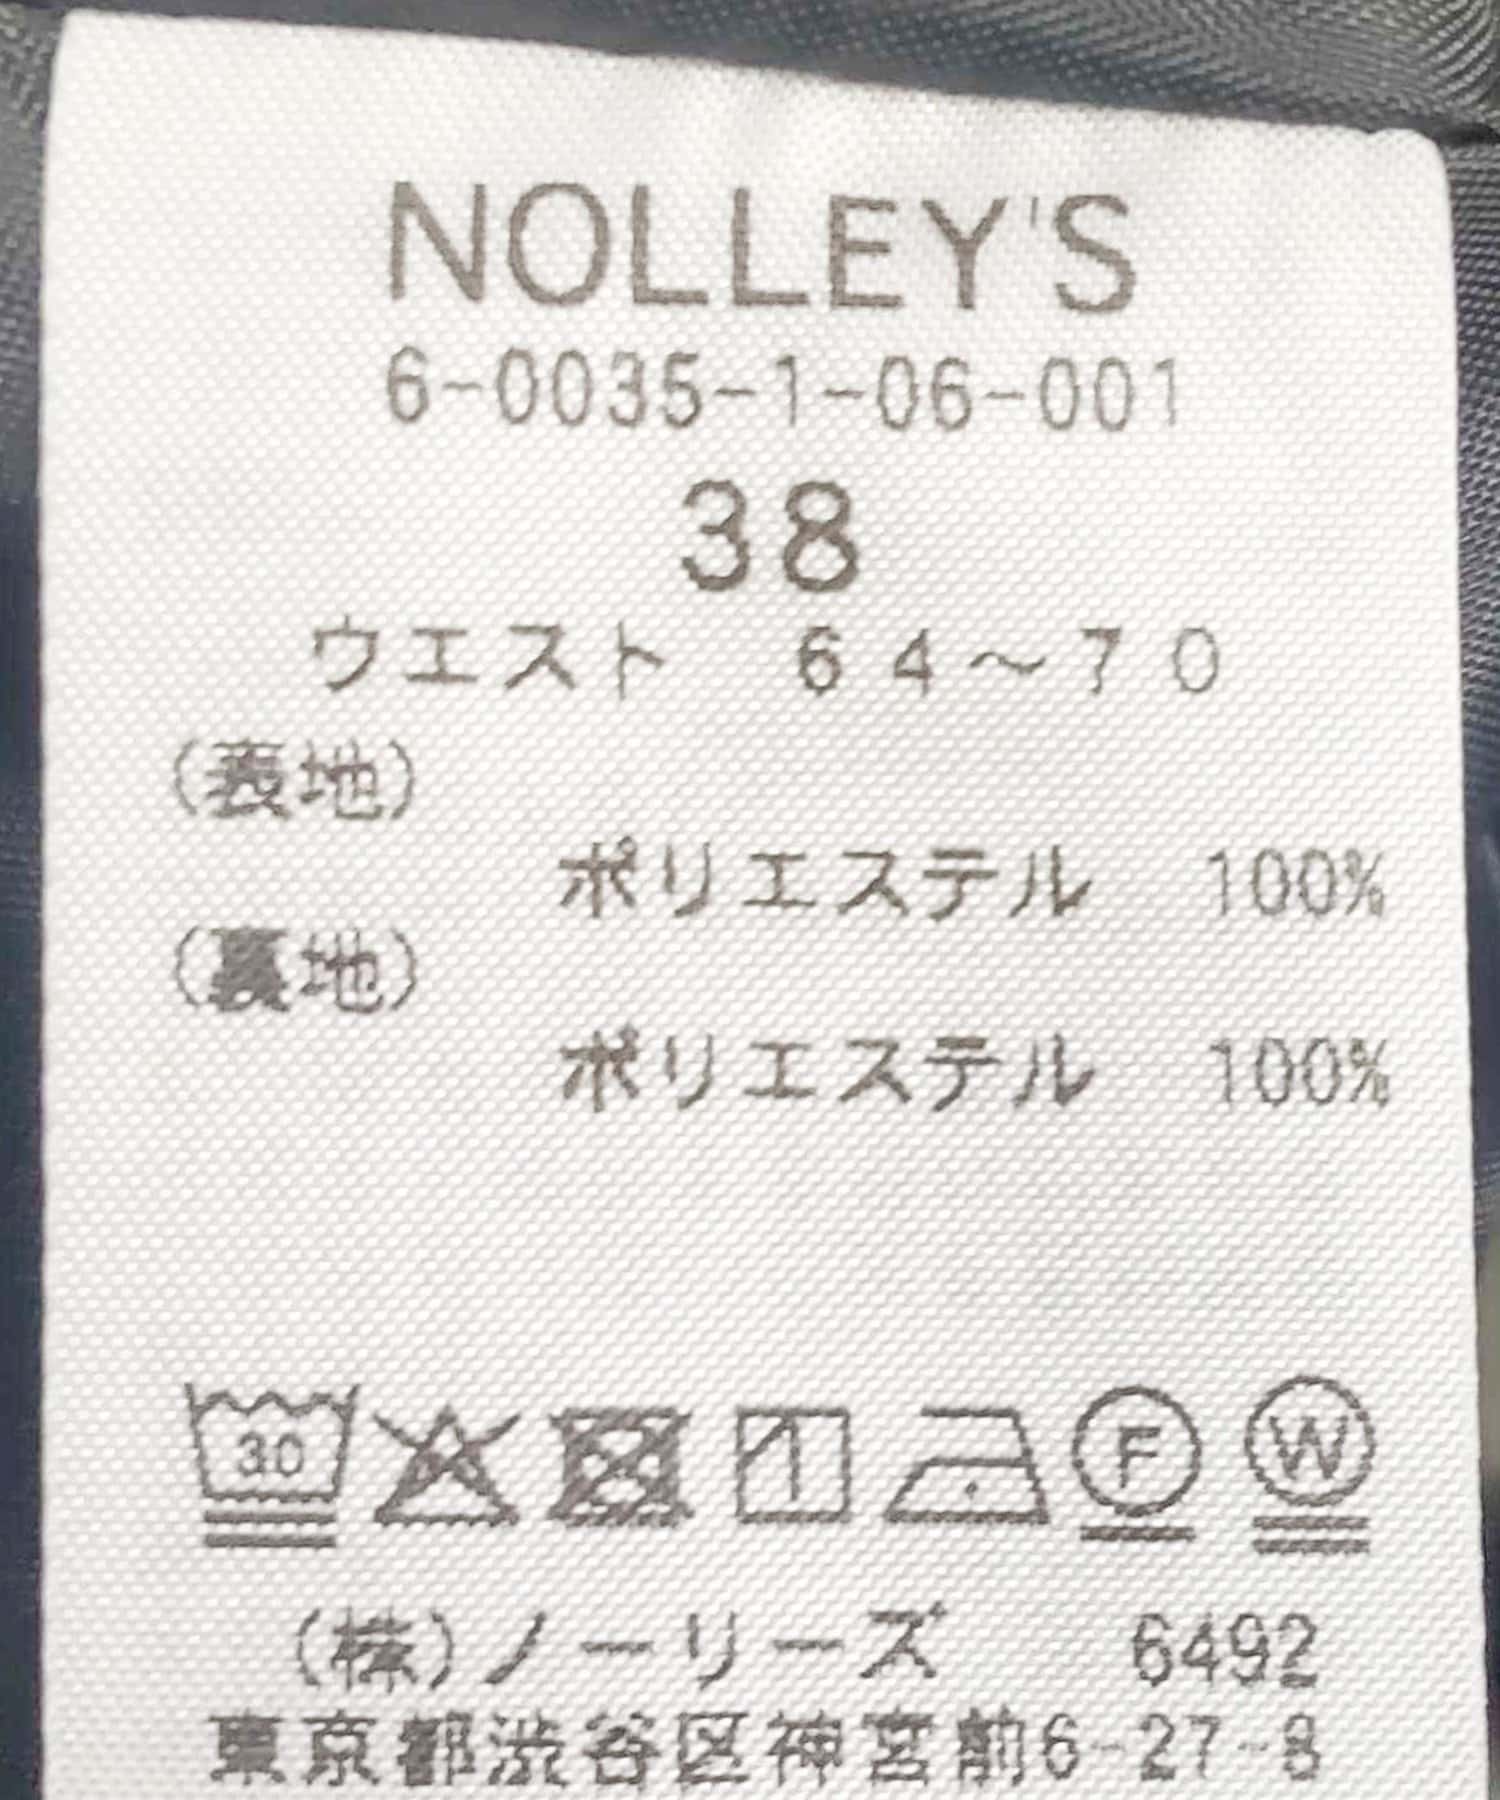 NOLLEY'S
6-0035-1-06-001
38
ウエスト　64～70
(表地)
ポリエステル　100%
(裏地)
ポリエステル　100%
30
F W
(株)ノーリーズ　6492
東京都渋谷区神宮前6-27-8